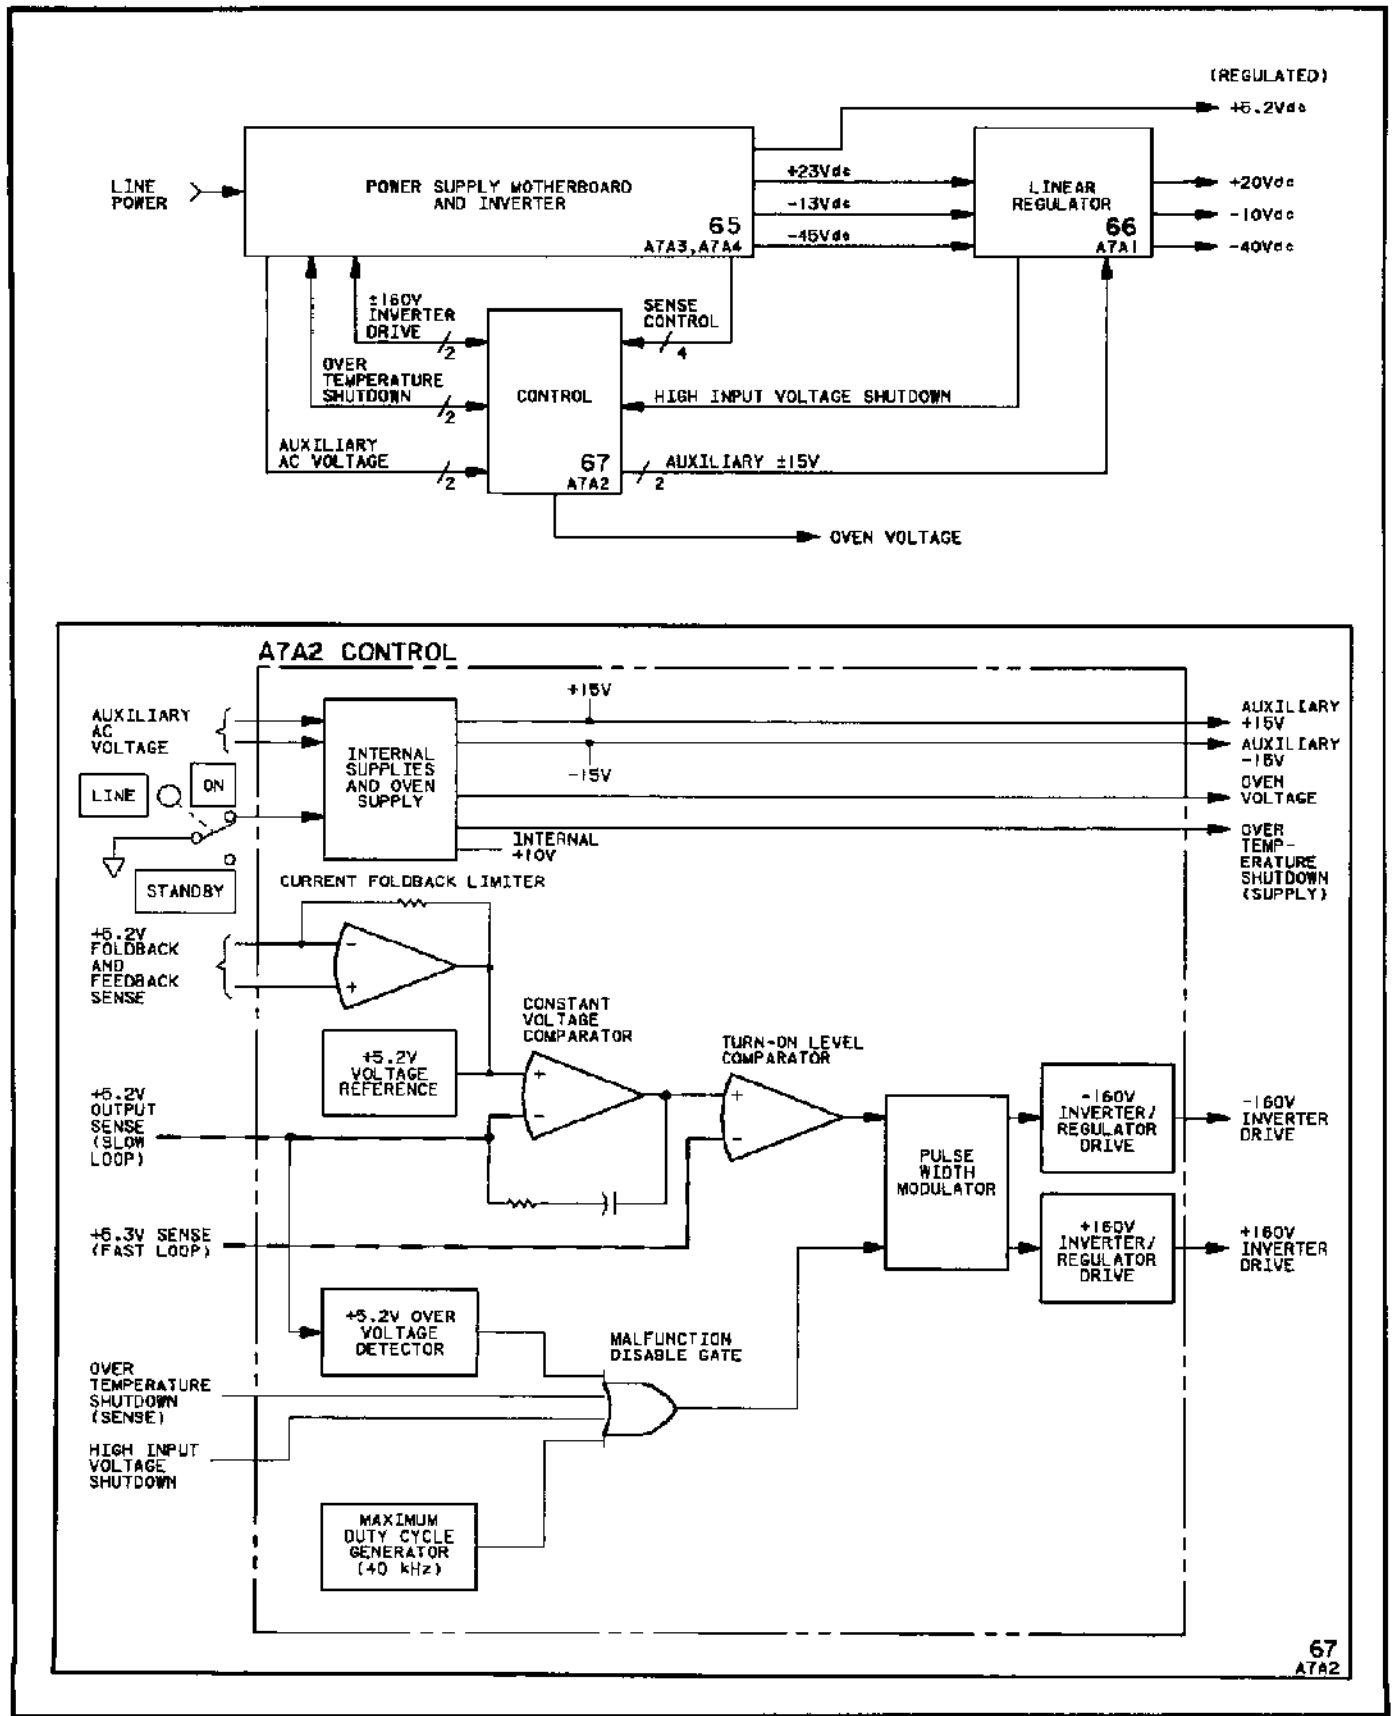 (REGULATED)
+5.2Vdc
LINE
POWER
POWER SUPPLY MOTHERBOARD
AND INVERTER
65
A7A3,A7A4
+23Vdc
-13Vdc
-45Vdc
LINEAR
REGULATOR
66
A7A1
+20Vdc
-10Vdc
-40Vdc
±160V
INVERTER
DRIVE
2
SENSE
CONTROL
4
OVER
TEMPERATURE
SHUTDOWN
2
CONTROL
HIGH INPUT VOLTAGE SHUTDOWN
AUXILIARY
AC VOLTAGE
2
67
A7A2
AUXILIARY ±15V
2
OVEN VOLTAGE
A7A2 CONTROL
AUXILIARY
AC
VOLTAGE
+15V
-15V
INTERNAL
SUPPLIES
AND OVEN
SUPPLY
AUXILIARY
+15V
AUXILIARY
-15V
OVEN
VOLTAGE
OVER
TEMP-
ERATURE
SHUTDOWN
(SUPPLY)
LINE
ON
STANDBY
INTERNAL
+10V
CURRENT FOLDBACK LIMITER
+5.2V
FOLDBACK
AND
FEEDBACK
SENSE
-
+
+5.2V
VOLTAGE
REFERENCE
CONSTANT
VOLTAGE
COMPARATOR
+
-
TURN-ON LEVEL
COMPARATOR
+
-
+5.2V
OUTPUT
SENSE
(SLOW
LOOP)
PULSE
WIDTH
MODULATOR
-160V
INVERTER/
REGULATOR
DRIVE
-160V
INVERTER
DRIVE
+5.3V SENSE
(FAST LOOP)
+160V
INVERTER/
REGULATOR
DRIVE
+160V
INVERTER
DRIVE
+5.2V OVER
VOLTAGE
DETECTOR
MALFUNCTION
DISABLE GATE
OVER
TEMPERATURE
SHUTDOWN
(SENSE)
HIGH INPUT
VOLTAGE
SHUTDOWN
MAXIMUM
DUTY CYCLE
GENERATOR
(40 kHz)
67
A7A2